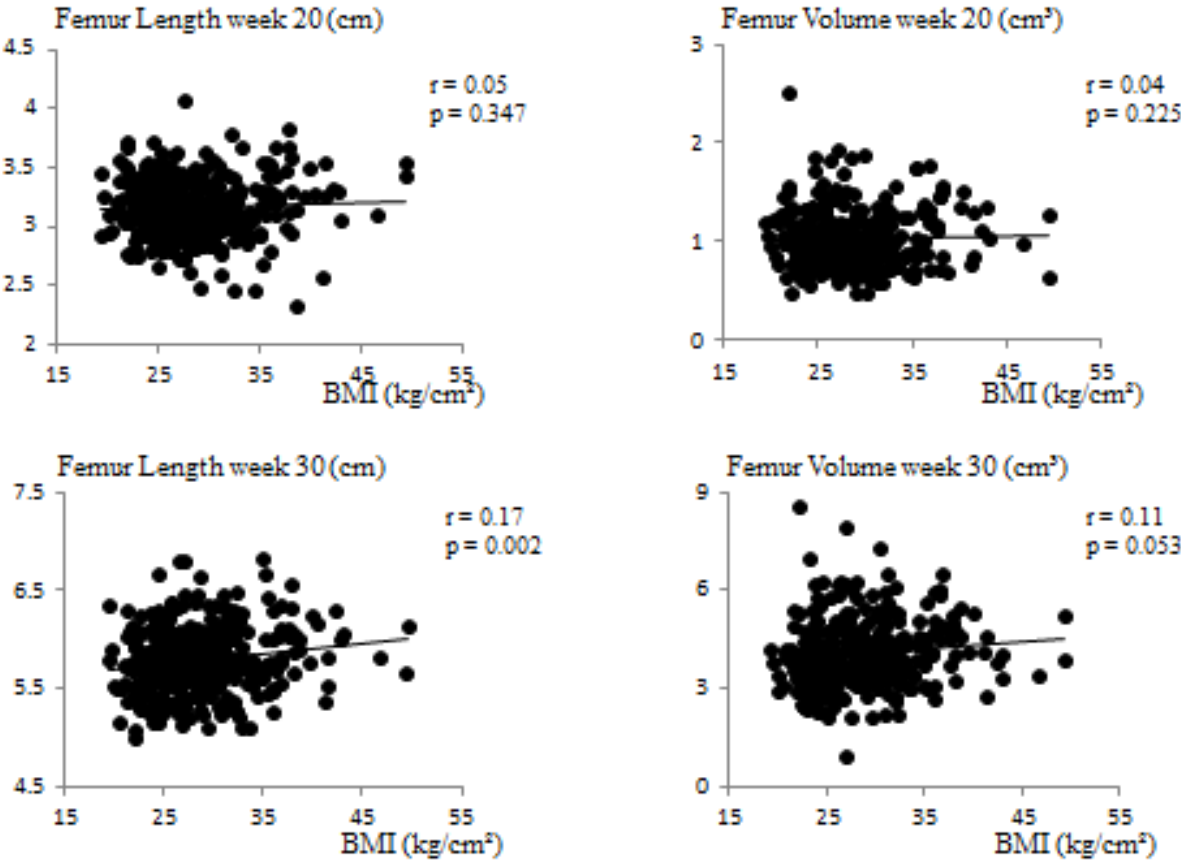 Femur Length week 20 (cm)
4.5
4
3.5
3
2.5
2
r = 0.05
p = 0.347
15 25 35 45 55
BMI (kg/cm²)
Femur Volume week 20 (cm³)
3
2
1
0
r = 0.04
p = 0.225
15 25 35 45 55
BMI (kg/cm²)
Femur Length week 30 (cm)
7.5
6.5
5.5
4.5
r = 0.17
p = 0.002
15 25 35 45 55
BMI (kg/cm²)
Femur Volume week 30 (cm³)
9
6
3
0
r = 0.11
p = 0.053
15 25 35 45 55
BMI (kg/cm²)